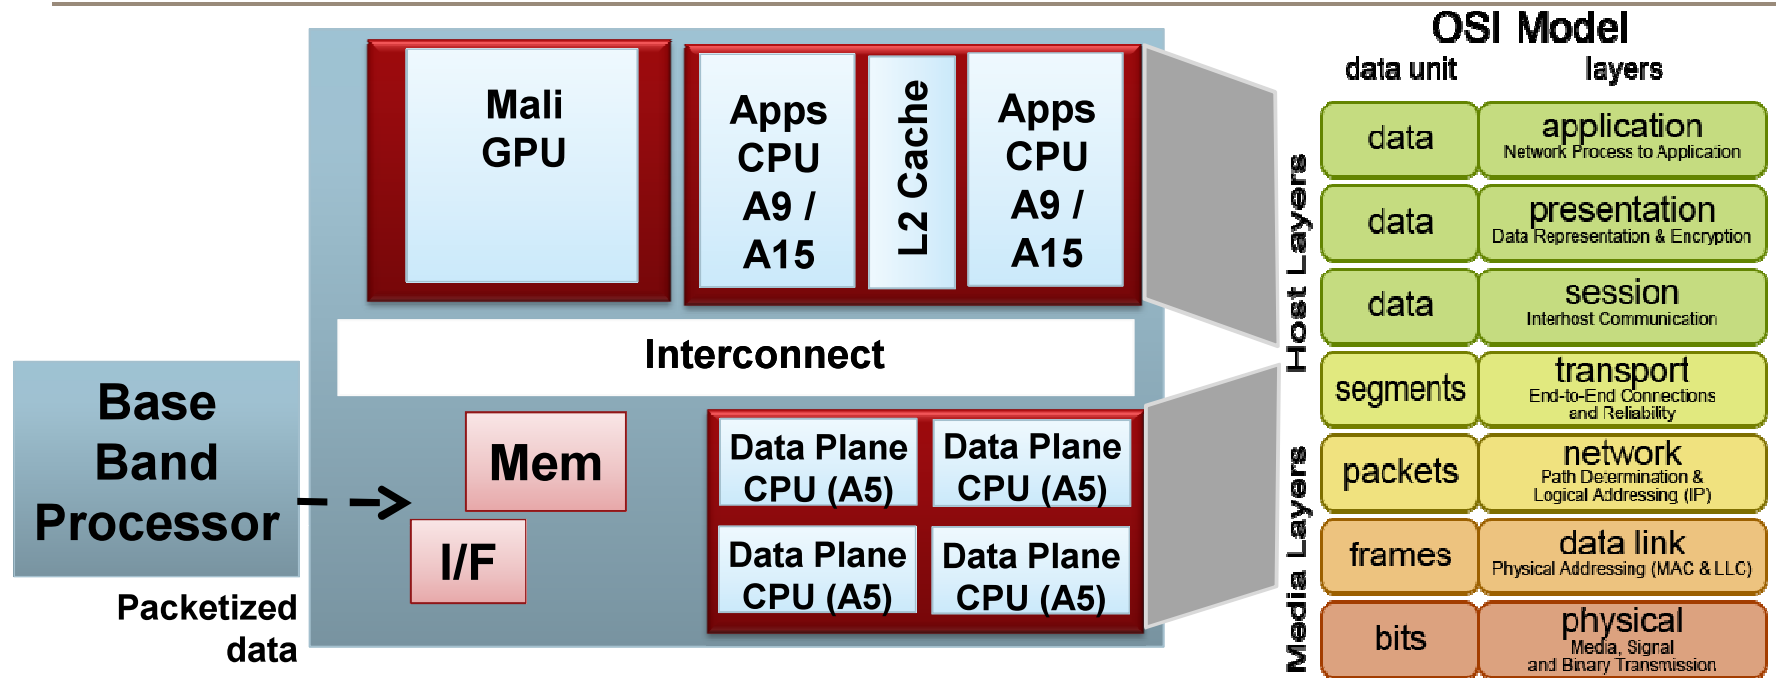 Mali
GPU
Apps
CPU
A9 /
A15
L2 Cache
Apps
CPU
A9 /
A15
Interconnect
Base
Band
Processor
Packetized
data
Mem
I/F
Data Plane
CPU (A5)
Data Plane
CPU (A5)
Data Plane
CPU (A5)
Data Plane
CPU (A5)
OSI Model
data unit
layers
Host Layers
data
application
Network Process to Application
data
presentation
Data Representation & Encryption
data
session
Interhost Communication
segments
transport
End-to-End Connections
and Reliability
Media Layers
packets
network
Path Determination &
Logical Addressing (IP)
frames
data link
Physical Addressing (MAC & LLC)
bits
physical
Media, Signal
and Binary Transmission